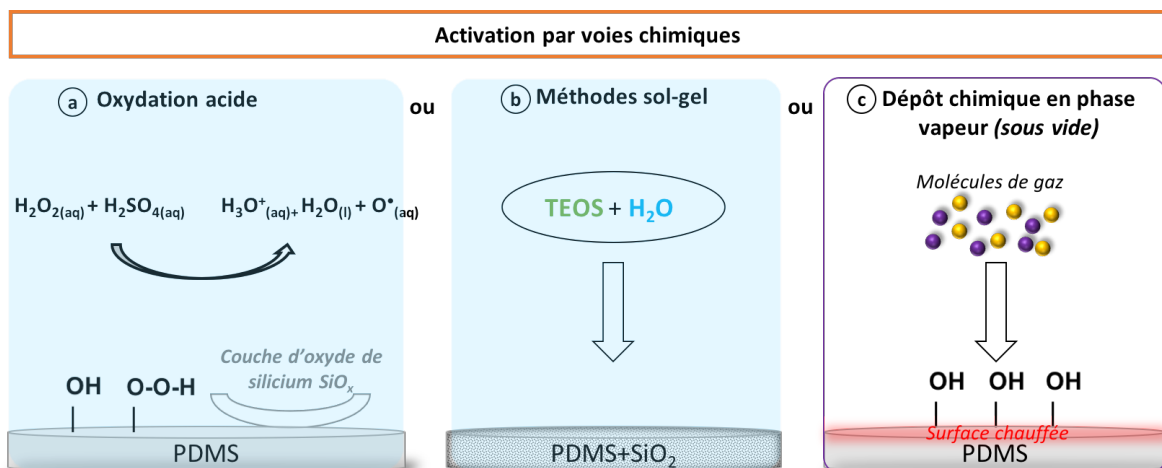 Activation par voies chimiques
a Oxydation acide
ou
b Méthodes sol-gel
ou
c Dépôt chimique en phase
vapeur (sous vide)
H₂O₂(aq) + H₂SO₄(aq) H₃O⁺(aq)+ H₂O(l) + O•(aq)
TEOS + H₂O
Molécules de gaz
Couche d'oxyde de
silicium SiOₓ
OH O-O-H
OH OH OH
Surface chauffée
PDMS
PDMS+SiO₂
PDMS